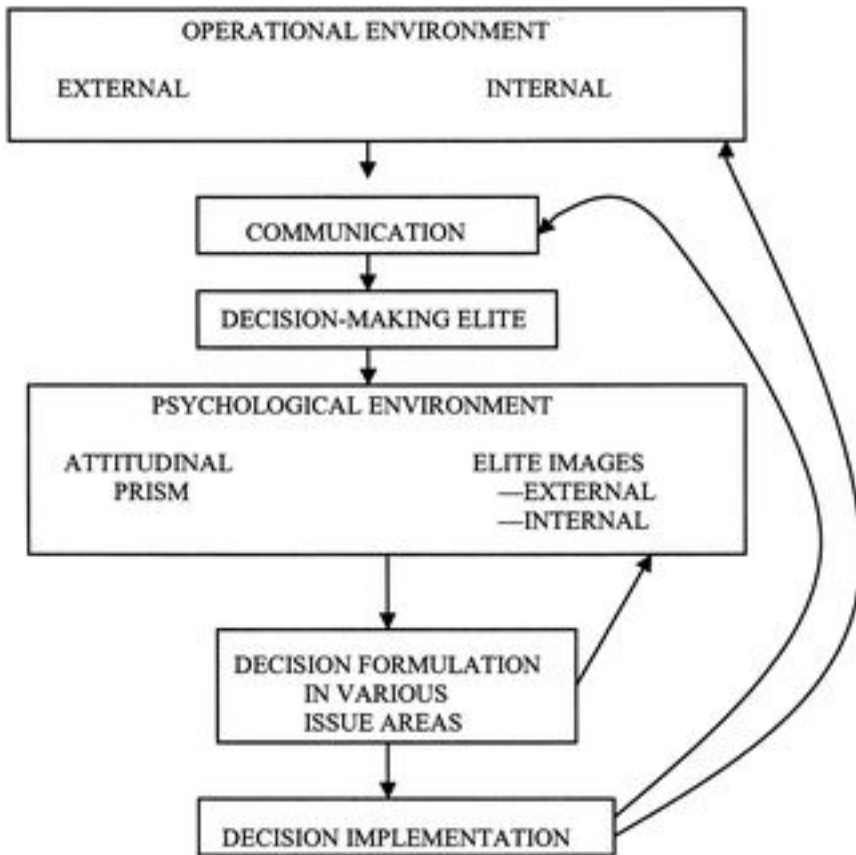 OPERATIONAL ENVIRONMENT
EXTERNAL INTERNAL
COMMUNICATION
DECISION-MAKING ELITE
PSYCHOLOGICAL ENVIRONMENT
ATTITUDINAL ELITE IMAGES
PRISM —EXTERNAL
—INTERNAL
DECISION FORMULATION
IN VARIOUS
ISSUE AREAS
DECISION IMPLEMENTATION